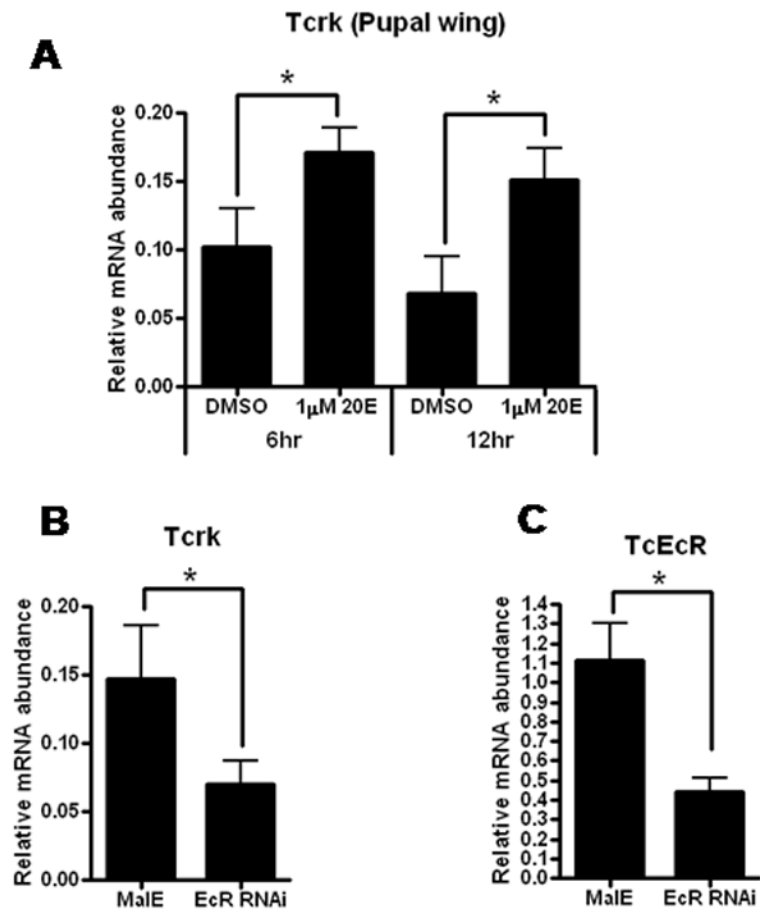 Tcrk (Pupal wing)
A
*
*
Relative mRNA abundance
0.20
0.15
0.10
0.05
0.00
DMSO 1µM 20E DMSO 1µM 20E
6hr 12hr
B
Tcrk
*
Relative mRNA abundance
0.20
0.15
0.10
0.05
0.00
MalE EcR RNAi
C
TcEcR
*
Relative mRNA abundance
1.4
1.3
1.2
1.1
1.0
0.9
0.8
0.7
0.6
0.5
0.4
0.3
0.2
0.1
0.0
MalE EcR RNAi